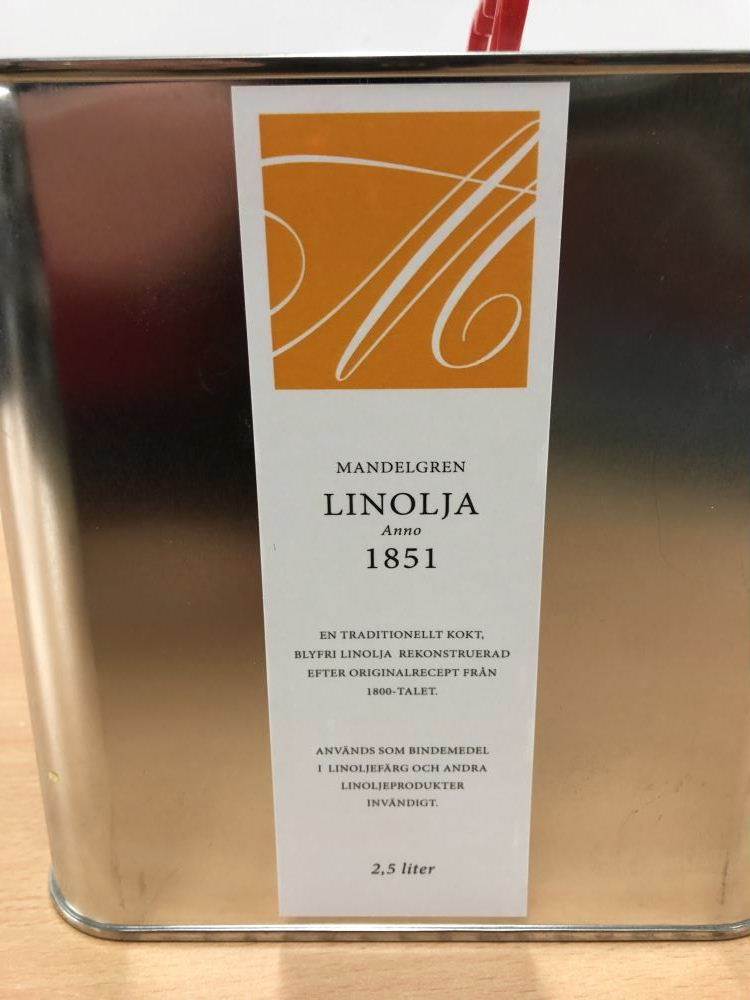 M
MANDELGREN
LINOLJA
Anno
1851
EN TRADITIONELLT KOKT,
BLYFRI LINOLJA REKONSTRUERAD
EFTER ORIGINALRECEPT FRÅN
1800-TALET.
ANVÄNDS SOM BINDEMEDEL
I LINOLJEFÄRG OCH ANDRA
LINOLJEPRODUKTER
INVÄNDIGT.
2,5 liter